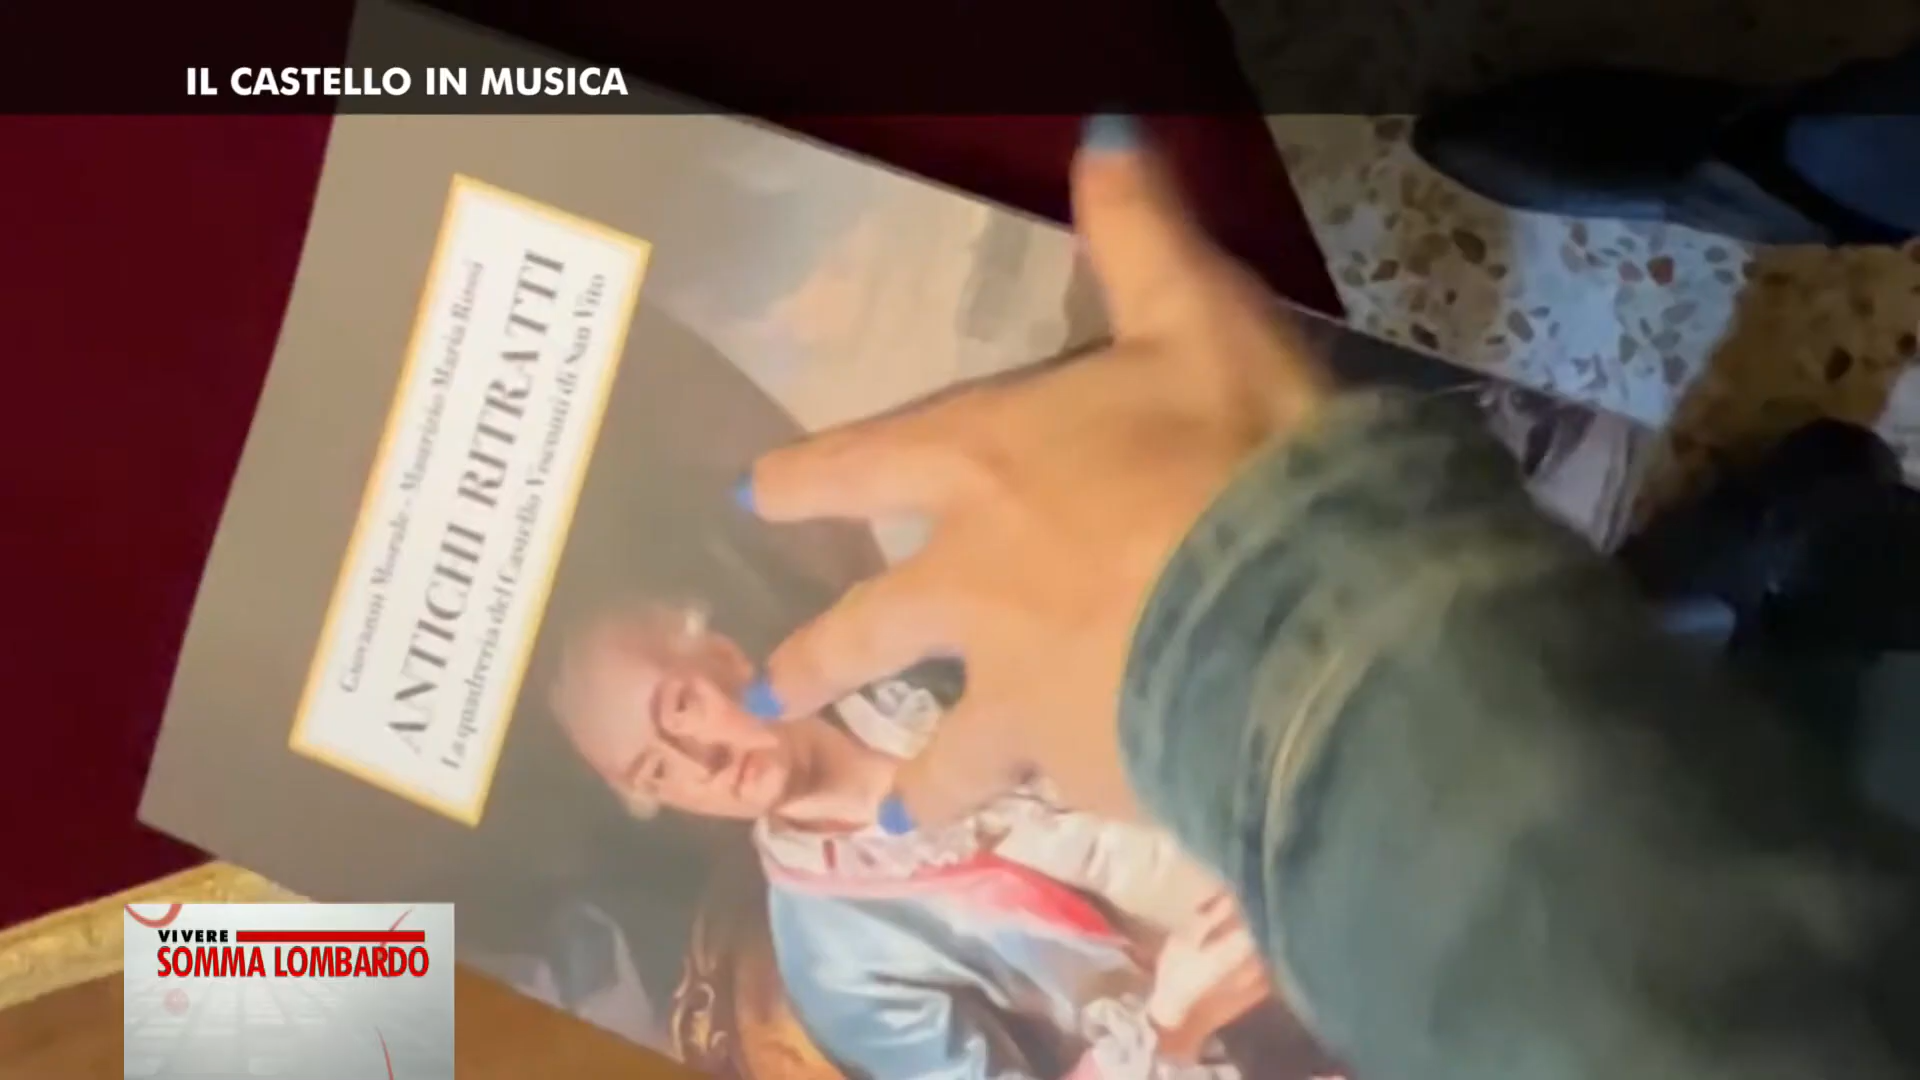 IL CASTELLO IN MUSICA
Giovanni Morale - Maurizio Maria Rossi
ANTICHI RITRATTI
La quadreria del Castello Visconti di San Vito
VIVERE
SOMMA LOMBARDO